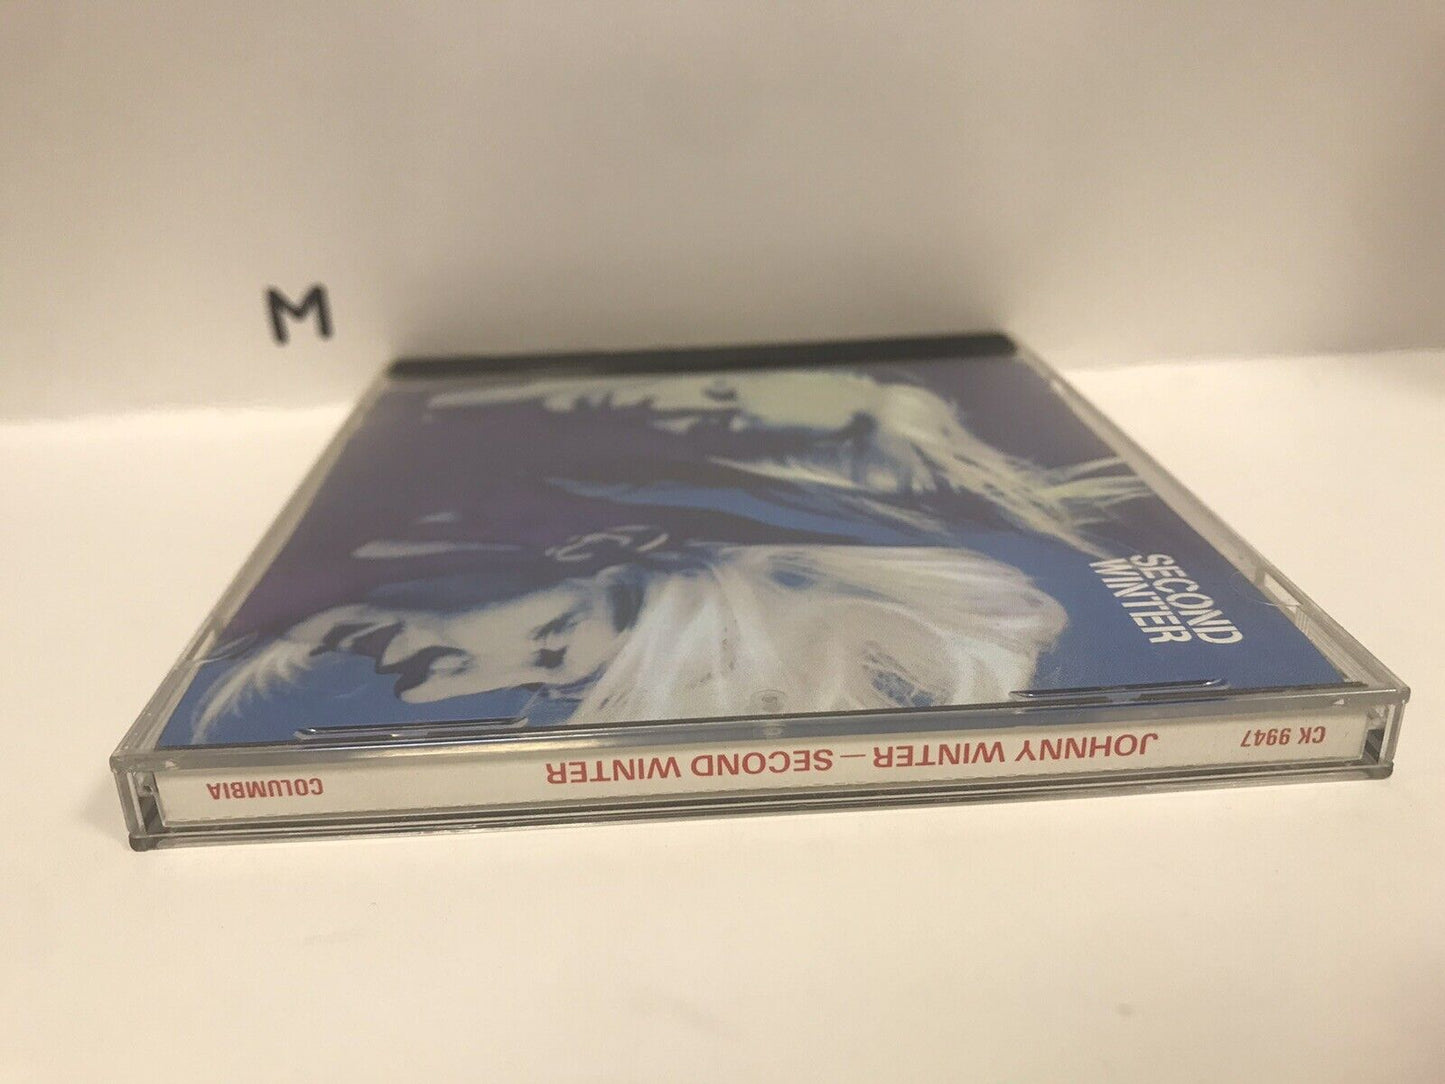 M
SECOND
WINTER
CK 9947 JOHNNY WINTER — SECOND WINTER COLUMBIA